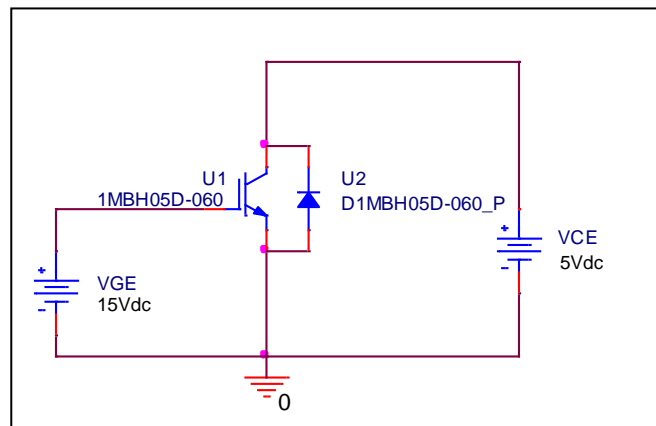 U1
1MBH05D-060
U2
D1MBH05D-060_P
+
VGE
15Vdc
-
+
VCE
5Vdc
-
0